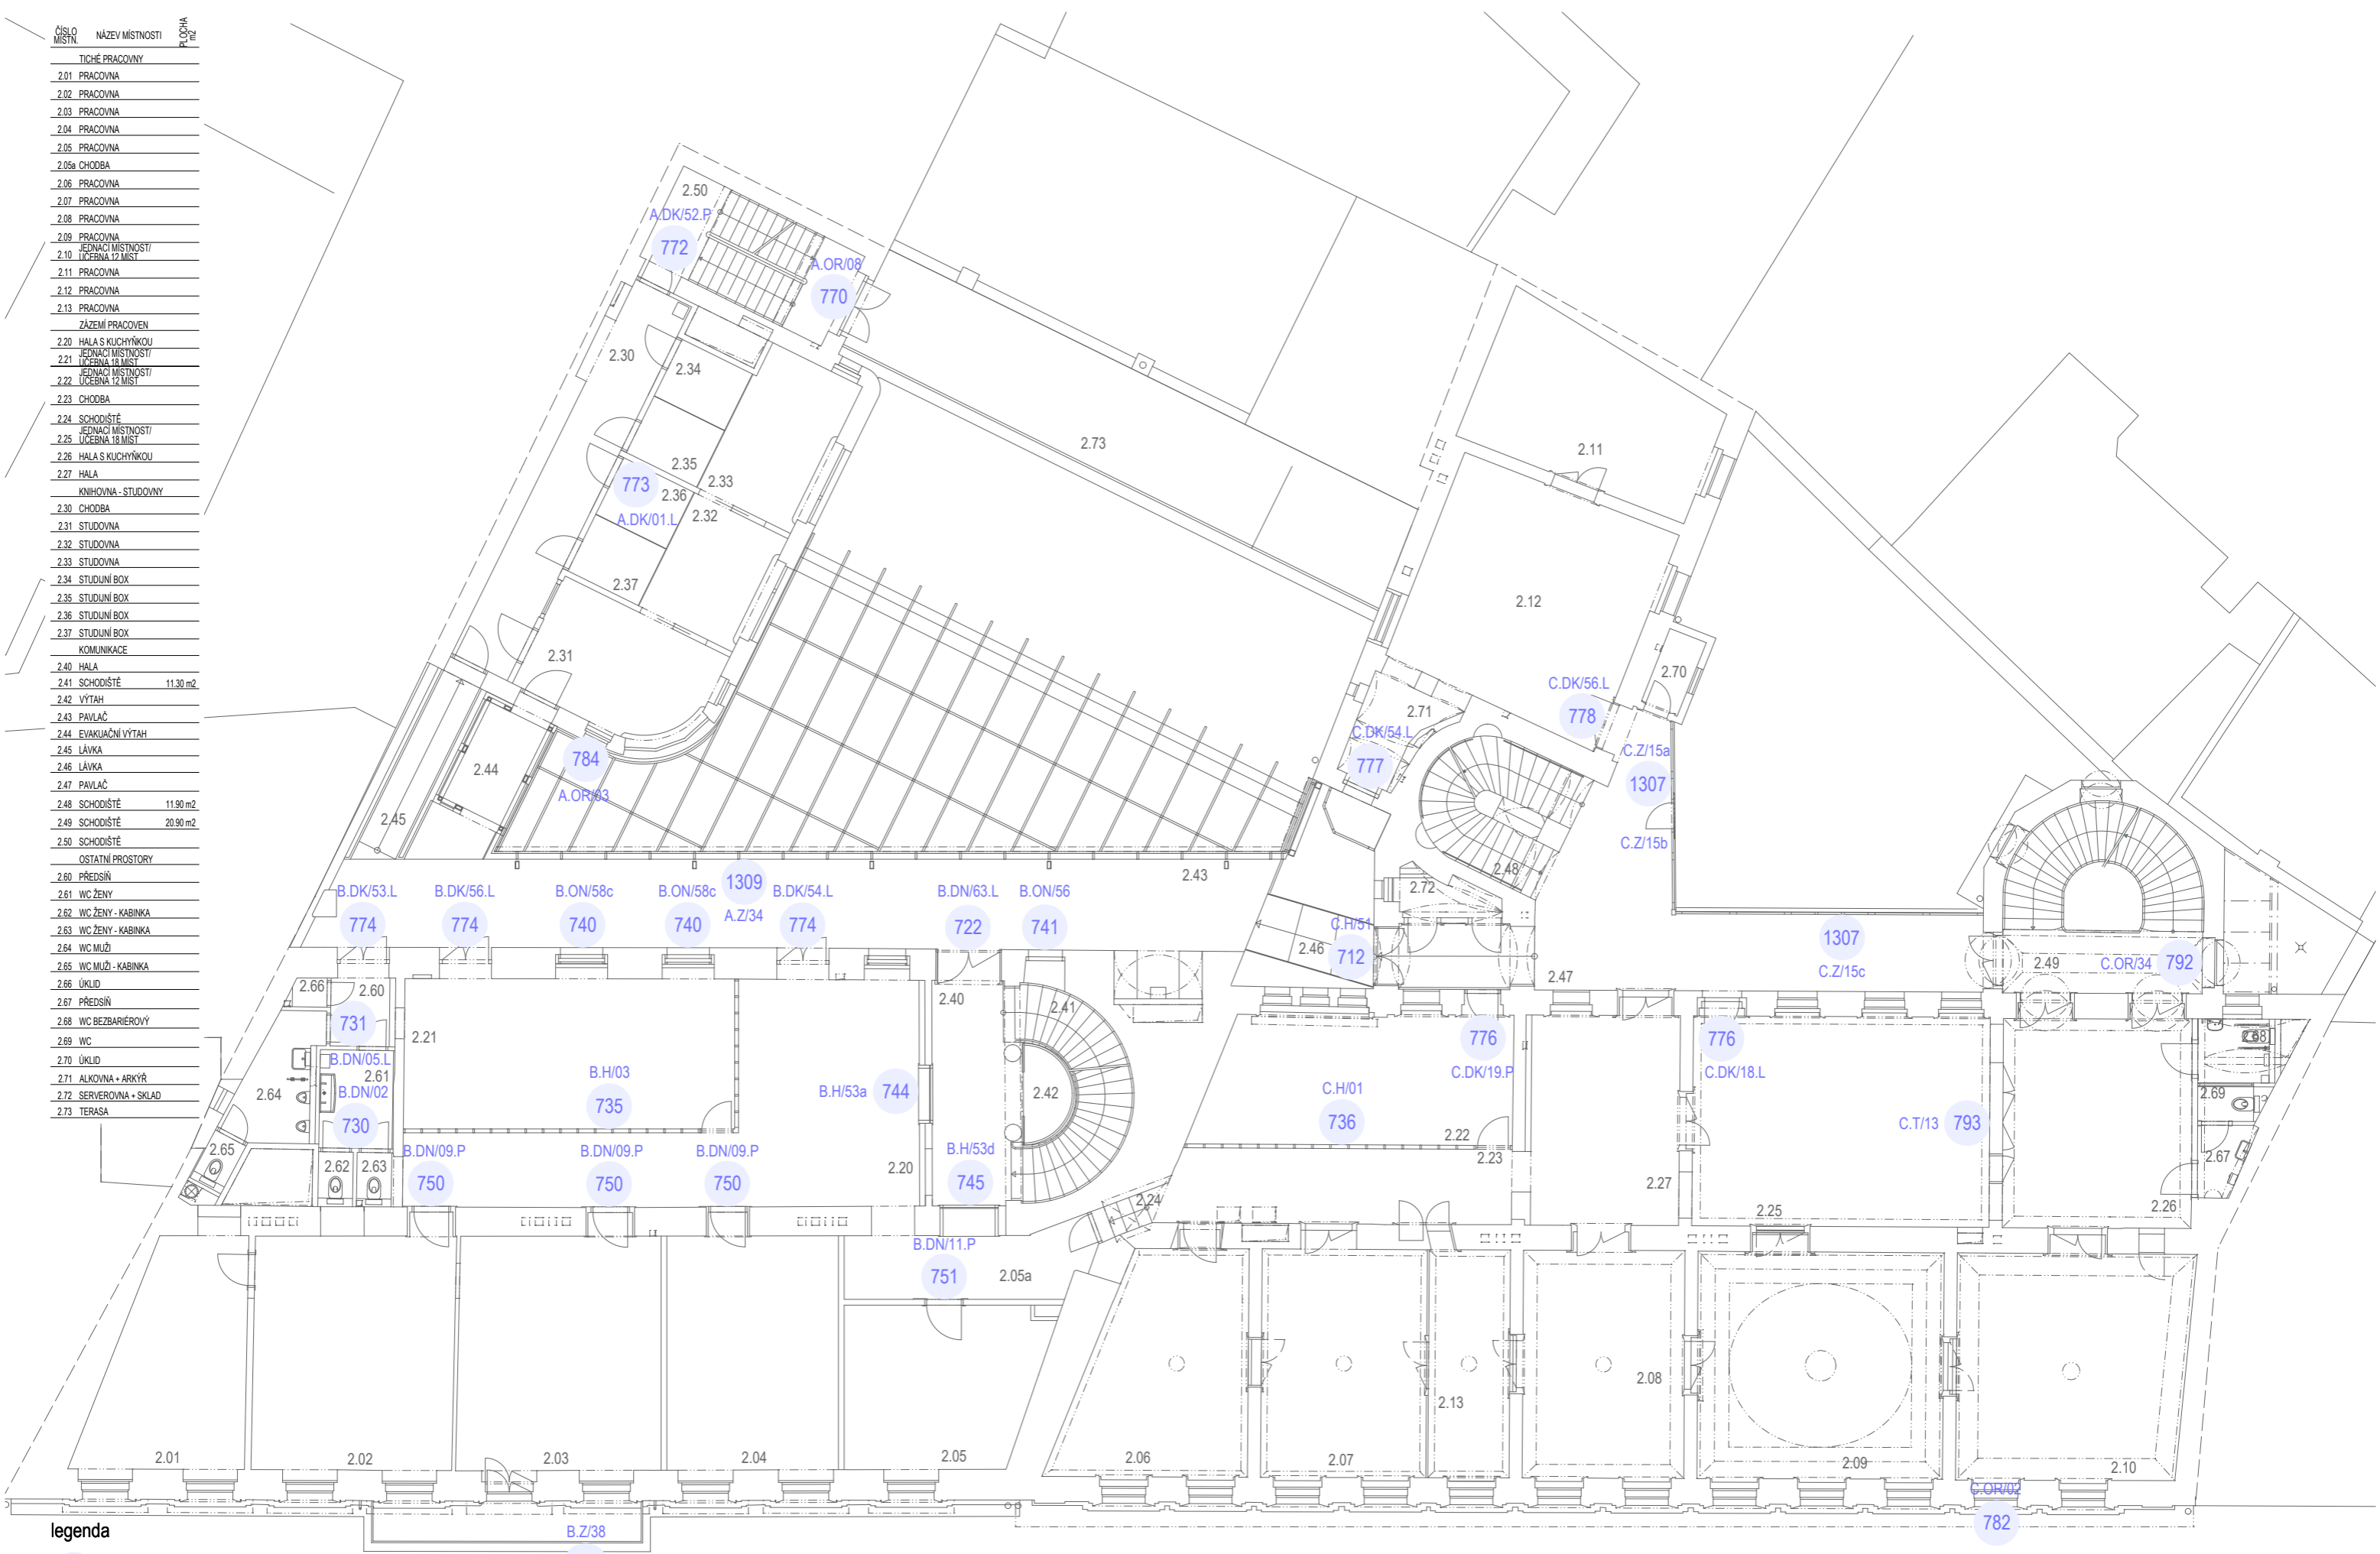 ČÍSLO MÍSTN. NÁZEV MÍSTNOSTI PLOCHA m2
TICHÉ PRACOVNY
2.01 PRACOVNA
2.02 PRACOVNA
2.03 PRACOVNA
2.04 PRACOVNA
2.05 PRACOVNA
2.05a CHODBA
2.06 PRACOVNA
2.07 PRACOVNA
2.08 PRACOVNA
2.09 PRACOVNA
2.10 JEDNACÍ MÍSTNOST/ UČEBNA 12 MÍST
2.11 PRACOVNA
2.12 PRACOVNA
2.13 PRACOVNA
ZÁZEMÍ PRACOVEN
2.20 HALA S KUCHYŇKOU
2.21 JEDNACÍ MÍSTNOST/ UČEBNA 18 MÍST
2.22 JEDNACÍ MÍSTNOST/ UČEBNA 12 MÍST
2.23 CHODBA
2.24 SCHODIŠTĚ
2.25 JEDNACÍ MÍSTNOST/ UČEBNA 18 MÍST
2.26 HALA S KUCHYŇKOU
2.27 HALA
KNIHOVNA - STUDOVNY
2.30 CHODBA
2.31 STUDOVNA
2.32 STUDOVNA
2.33 STUDOVNA
2.34 STUDIJNÍ BOX
2.35 STUDIJNÍ BOX
2.36 STUDIJNÍ BOX
2.37 STUDIJNÍ BOX
KOMUNIKACE
2.40 HALA
2.41 SCHODIŠTĚ 11.30 m2
2.42 VÝTAH
2.43 PAVLAČ
2.44 EVAKUAČNÍ VÝTAH
2.45 LÁVKA
2.46 LÁVKA
2.47 PAVLAČ
2.48 SCHODIŠTĚ 11.90 m2
2.49 SCHODIŠTĚ 20.90 m2
2.50 SCHODIŠTĚ
OSTATNÍ PROSTORY
2.60 PŘEDSÍŇ
2.61 WC ŽENY
2.62 WC ŽENY - KABINKA
2.63 WC ŽENY - KABINKA
2.64 WC MUŽI
2.65 WC MUŽI - KABINKA
2.66 ÚKLID
2.67 PŘEDSÍŇ
2.68 WC BEZBARIÉROVÝ
2.69 WC
2.70 ÚKLID
2.71 ALKOVNA + ARKÝŘ
2.72 SERVEROVNA + SKLAD
2.73 TERASA
legenda
2.50
A.DK/52.P
772
A.OR/08
770
2.30
2.34
2.73
2.11
2.35
773
2.36
2.33
2.32
A.DK/01.L
2.37
2.12
2.31
2.70
C.DK/56.L
778
2.71
C.DK/54.L
777
C.Z/15a
1307
C.Z/15b
784
A.OR/03
2.44
2.45
2.48
2.43
2.72
B.DK/53.L
774
B.DK/56.L
774
B.ON/58c
740
B.ON/58c
740
1309
A.Z/34
B.DK/54.L
774
B.DN/63.L
722
B.ON/56
741
C.H/51
712
2.46
2.47
1307
C.Z/15c
2.49
C.OR/34
792
2.66
2.60
731
B.DN/05.L
2.61
B.DN/02
730
2.64
2.65
2.62
2.63
2.21
B.H/03
735
B.H/53a
744
2.40
2.41
2.42
B.H/53d
745
2.20
B.DN/09.P
750
B.DN/09.P
750
B.DN/09.P
750
B.DN/11.P
751
2.05a
2.24
C.H/01
736
776
C.DK/19.P
2.22
2.23
2.27
776
C.DK/18.L
C.T/13
793
2.25
2.26
2.68
2.69
2.67
2.01
2.02
2.03
2.04
2.05
2.06
2.07
2.13
2.08
2.09
2.10
C.OR/02
782
B.Z/38